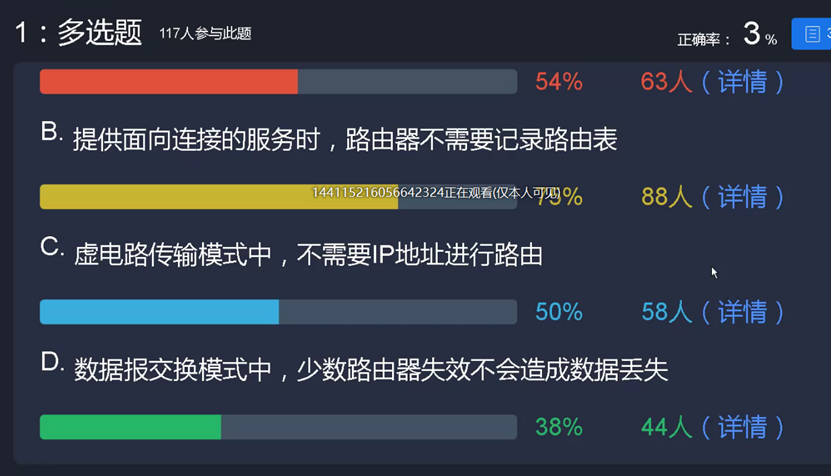 1：多选题 117人参与此题 正确率： 3 %
54% 63人（详情）
B. 提供面向连接的服务时，路由器不需要记录路由表
144115216056642324正在观看(仅本人可见)
75% 88人（详情）
C. 虚电路传输模式中，不需要IP地址进行路由
50% 58人（详情）
D. 数据报交换模式中，少数路由器失效不会造成数据丢失
38% 44人（详情）